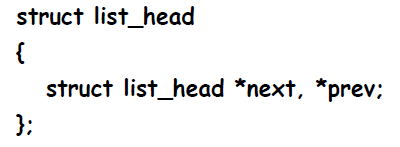 struct list_head
{
struct list_head *next, *prev;
};